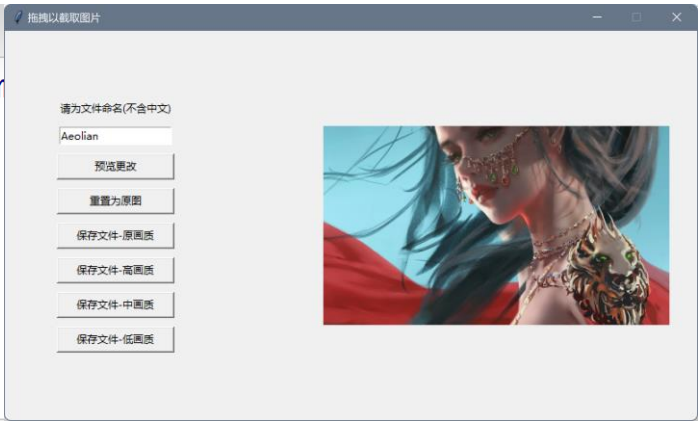 拖拽以截取图片
请为文件命名(不含中文)
Aeolian
预览更改
重置为原图
保存文件-原画质
保存文件-高画质
保存文件-中画质
保存文件-低画质